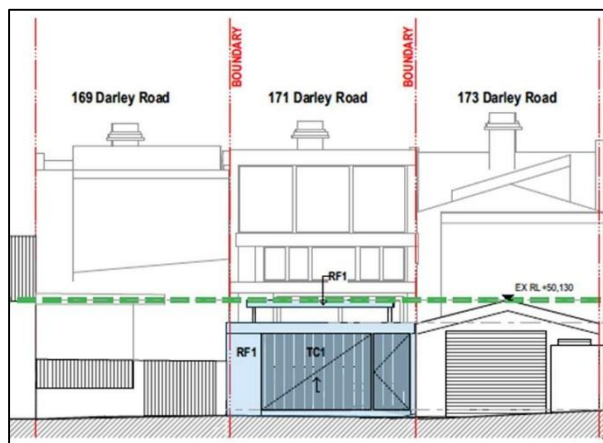 BOUNDARY
BOUNDARY
169 Darley Road
171 Darley Road
173 Darley Road
RF1
EX RL +50,130
RF1
TC1